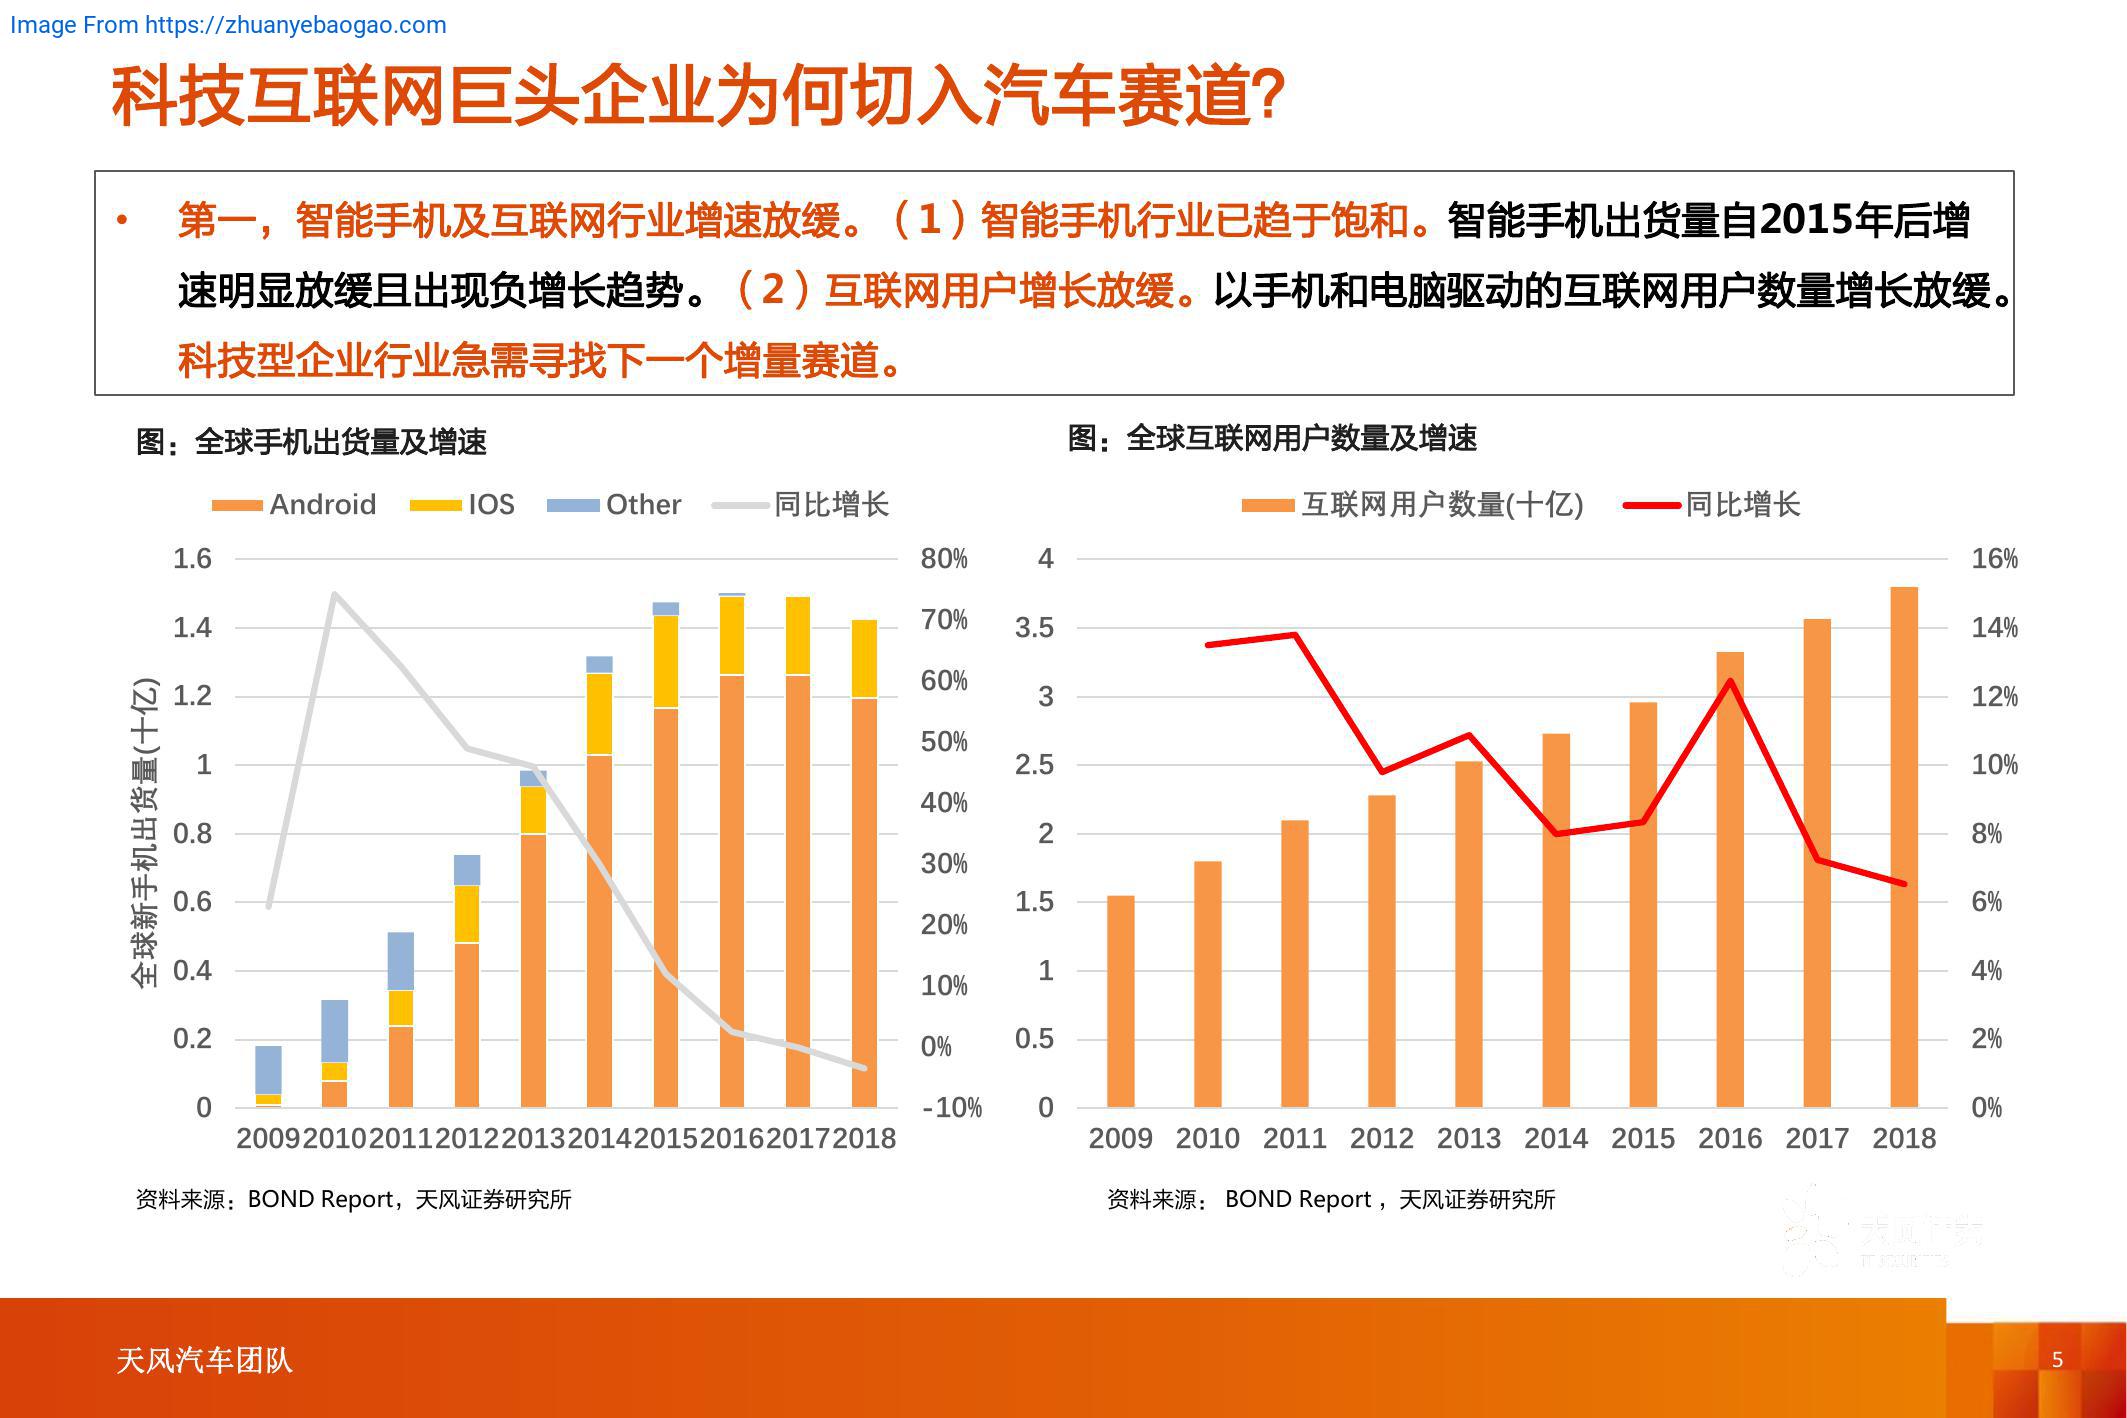 Image From https://zhuanyebaogao.com
科技互联网巨头企业为何切入汽车赛道?
• 第一，智能手机及互联网行业增速放缓。（1）智能手机行业已趋于饱和。智能手机出货量自2015年后增
速明显放缓且出现负增长趋势。（2）互联网用户增长放缓。以手机和电脑驱动的互联网用户数量增长放缓。
科技型企业行业急需寻找下一个增量赛道。
图：全球手机出货量及增速
Android IOS Other 同比增长
全球新手机出货量(十亿)
1.6
1.4
1.2
1
0.8
0.6
0.4
0.2
0
80%
70%
60%
50%
40%
30%
20%
10%
0%
-10%
2009 2010 2011 2012 2013 2014 2015 2016 2017 2018
资料来源：BOND Report，天风证券研究所
图：全球互联网用户数量及增速
互联网用户数量(十亿) 同比增长
4
3.5
3
2.5
2
1.5
1
0.5
0
16%
14%
12%
10%
8%
6%
4%
2%
0%
2009 2010 2011 2012 2013 2014 2015 2016 2017 2018
资料来源： BOND Report ，天风证券研究所
天风汽车团队
5